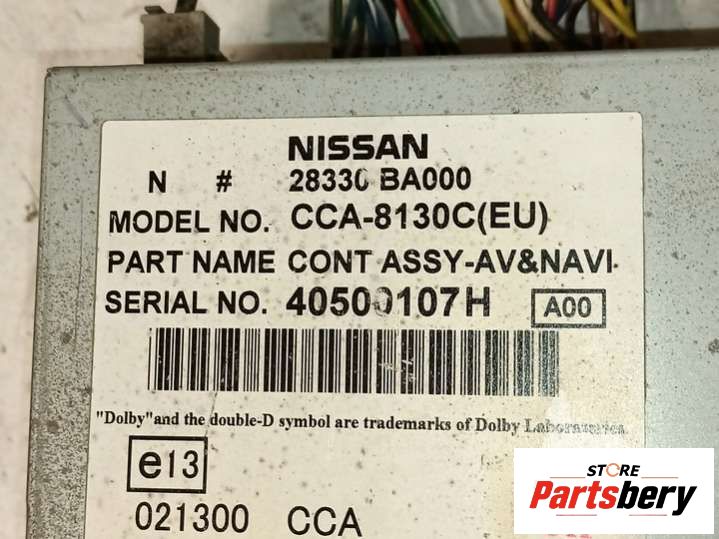 NISSAN
N # 28330 BA000
MODEL NO. CCA-8130C(EU)
PART NAME CONT ASSY-AV&NAVI
SERIAL NO. 40500107H A00
"Dolby"and the double-D symbol are trademarks of Dolby Laboratories.
e13
021300 CCA
STORE
Partsbery